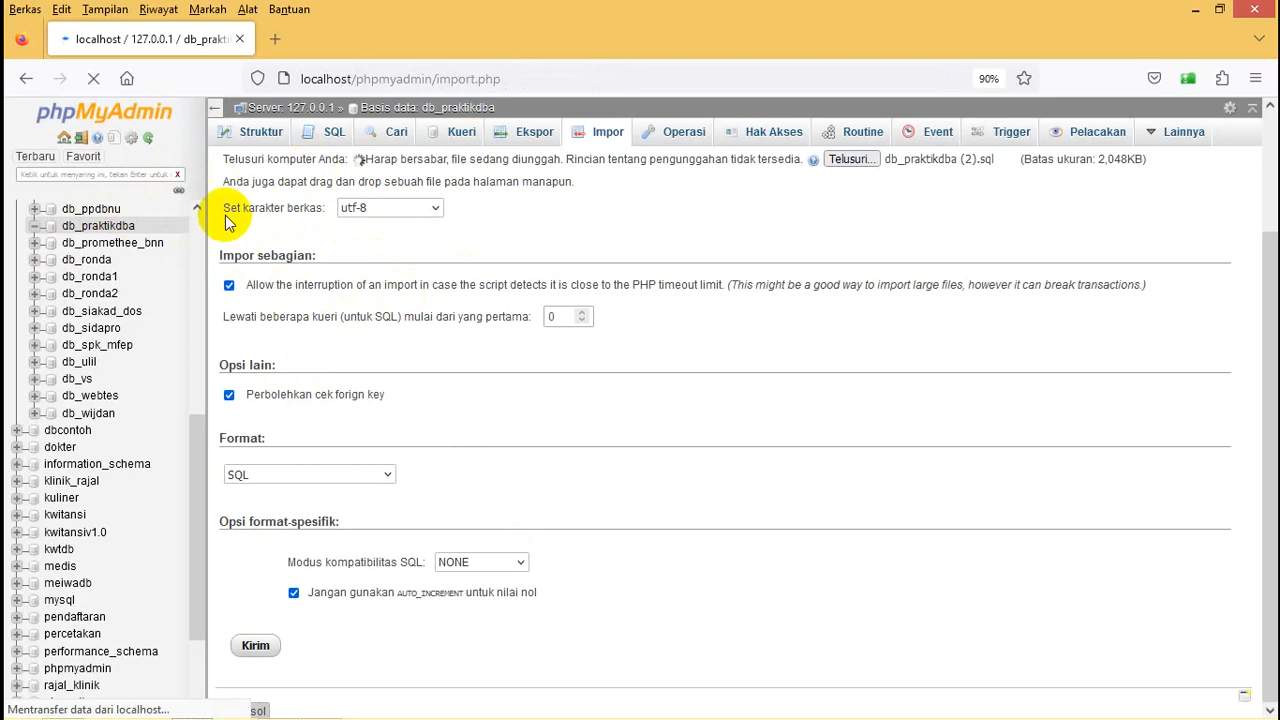 Berkas Edit Tampilan Riwayat Markah Alat Bantuan
localhost / 127.0.0.1 / db_prakti
localhost/phpmyadmin/import.php 90%
phpMyAdmin
Server: 127.0.0.1 » Basis data: db_praktikdba
Struktur SQL Cari Kueri Ekspor Impor Operasi Hak Akses Routine Event Trigger Pelacakan Lainnya
Terbaru Favorit
Ketik untuk menyaring ini, tekan Enter untuk X
db_ppdbnu
db_praktikdba
db_promethee_bnn
db_ronda
db_ronda1
db_ronda2
db_siakad_dos
db_sidapro
db_spk_mfep
db_ulil
db_vs
db_webtes
db_wijdan
dbcontoh
dokter
information_schema
klinik_rajal
kuliner
kwitansi
kwitansiv1.0
kwtdb
medis
meiwadb
mysql
pendaftaran
percetakan
performance_schema
phpmyadmin
rajal_klinik
Telusuri komputer Anda: Harap bersabar, file sedang diunggah. Rincian tentang pengunggahan tidak tersedia. Telusuri... db_praktikdba (2).sql (Batas ukuran: 2,048KB)
Anda juga dapat drag dan drop sebuah file pada halaman manapun.
Set karakter berkas: utf-8
Impor sebagian:
Allow the interruption of an import in case the script detects it is close to the PHP timeout limit. (This might be a good way to import large files, however it can break transactions.)
Lewati beberapa kueri (untuk SQL) mulai dari yang pertama: 0
Opsi lain:
Perbolehkan cek forign key
Format:
SQL
Opsi format-spesifik:
Modus kompatibilitas SQL: NONE
Jangan gunakan AUTO_INCREMENT untuk nilai nol
Kirim
Mentransfer data dari localhost...